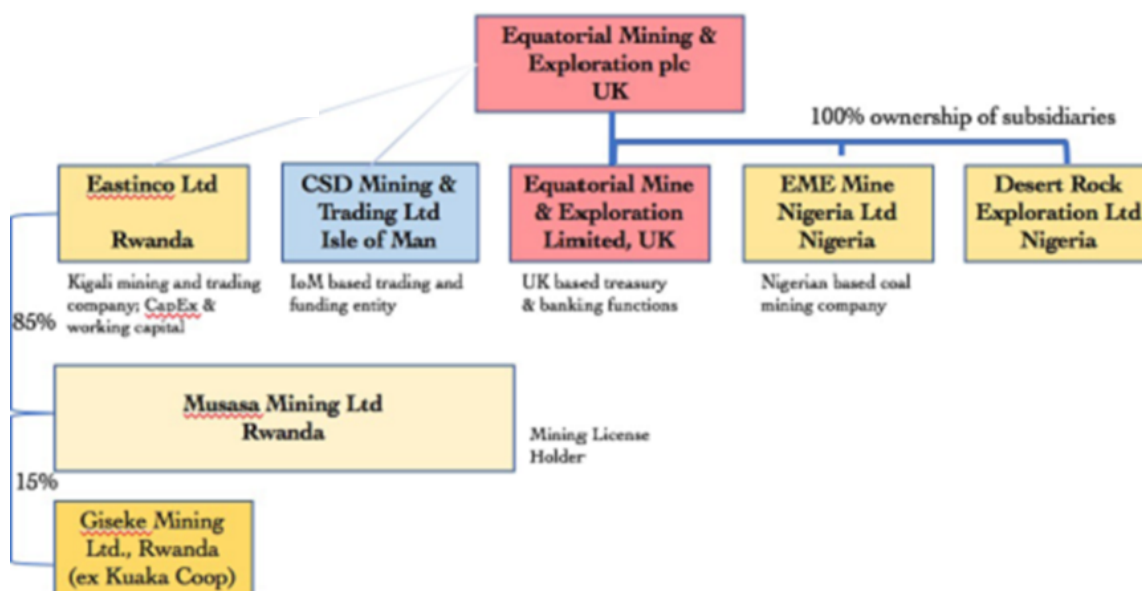 Equatorial Mining &
Exploration plc
UK
100% ownership of subsidiaries
Eastinco Ltd
Rwanda
CSD Mining &
Trading Ltd
Isle of Man
Equatorial Mine
& Exploration
Limited, UK
EME Mine
Nigeria Ltd
Nigeria
Desert Rock
Exploration Ltd
Nigeria
Kigali mining and trading
company; CapEx &
working capital
IoM based trading and
funding entity
UK based treasury
& banking functions
Nigerian based coal
mining company
85%
Musasa Mining Ltd
Rwanda
Mining License
Holder
15%
Giseke Mining
Ltd., Rwanda
(ex Kuaka Coop)